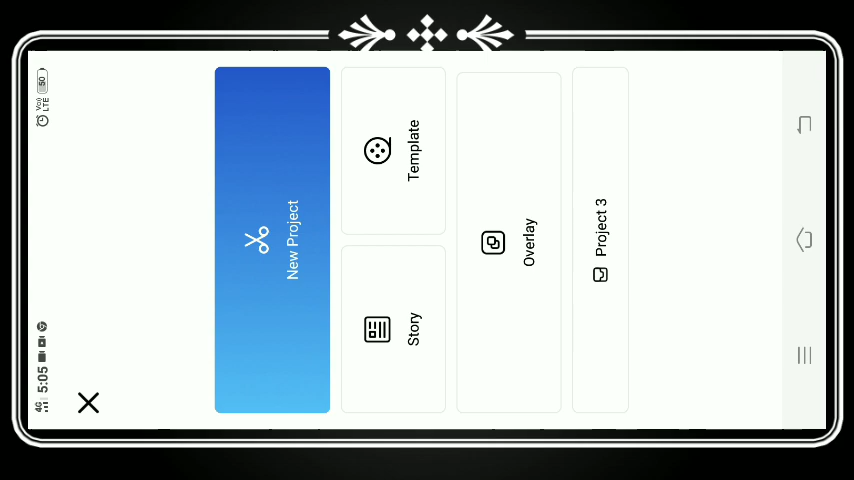 4G 5:05
Vo)) LTE 50
New Project
Story
Template
Overlay
Project 3